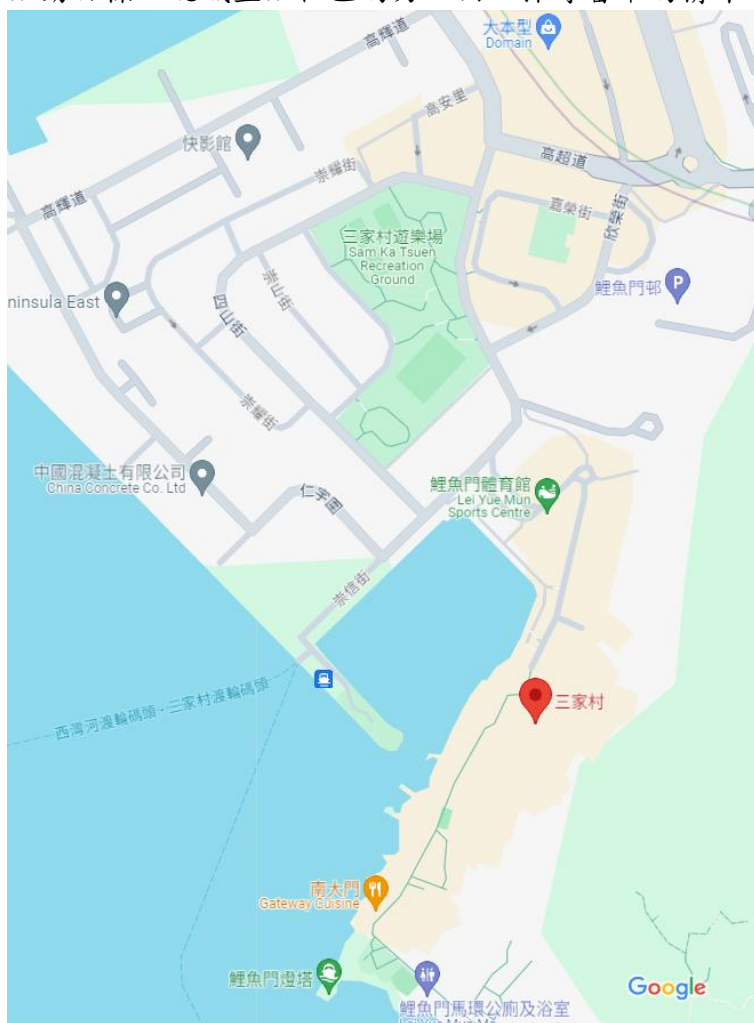 大本型
Domain
高輝道
高安里
快影館
崇耀街
高超道
嘉榮街
欣榮街
高輝道
三家村遊樂場
Sam Ka Tsuen
Recreation
Ground
崇山街
鯉魚門邨
ninsula East
四山街
崇耀街
中國混凝土有限公司
China Concrete Co. Ltd
仁宇圍
鯉魚門體育館
Lei Yue Mun
Sports Centre
崇信街
西灣河渡輪碼頭 - 三家村渡輪碼頭
三家村
南大門
Gateway Cuisine
鯉魚門燈塔
鯉魚門馬環公廁及浴室
Google